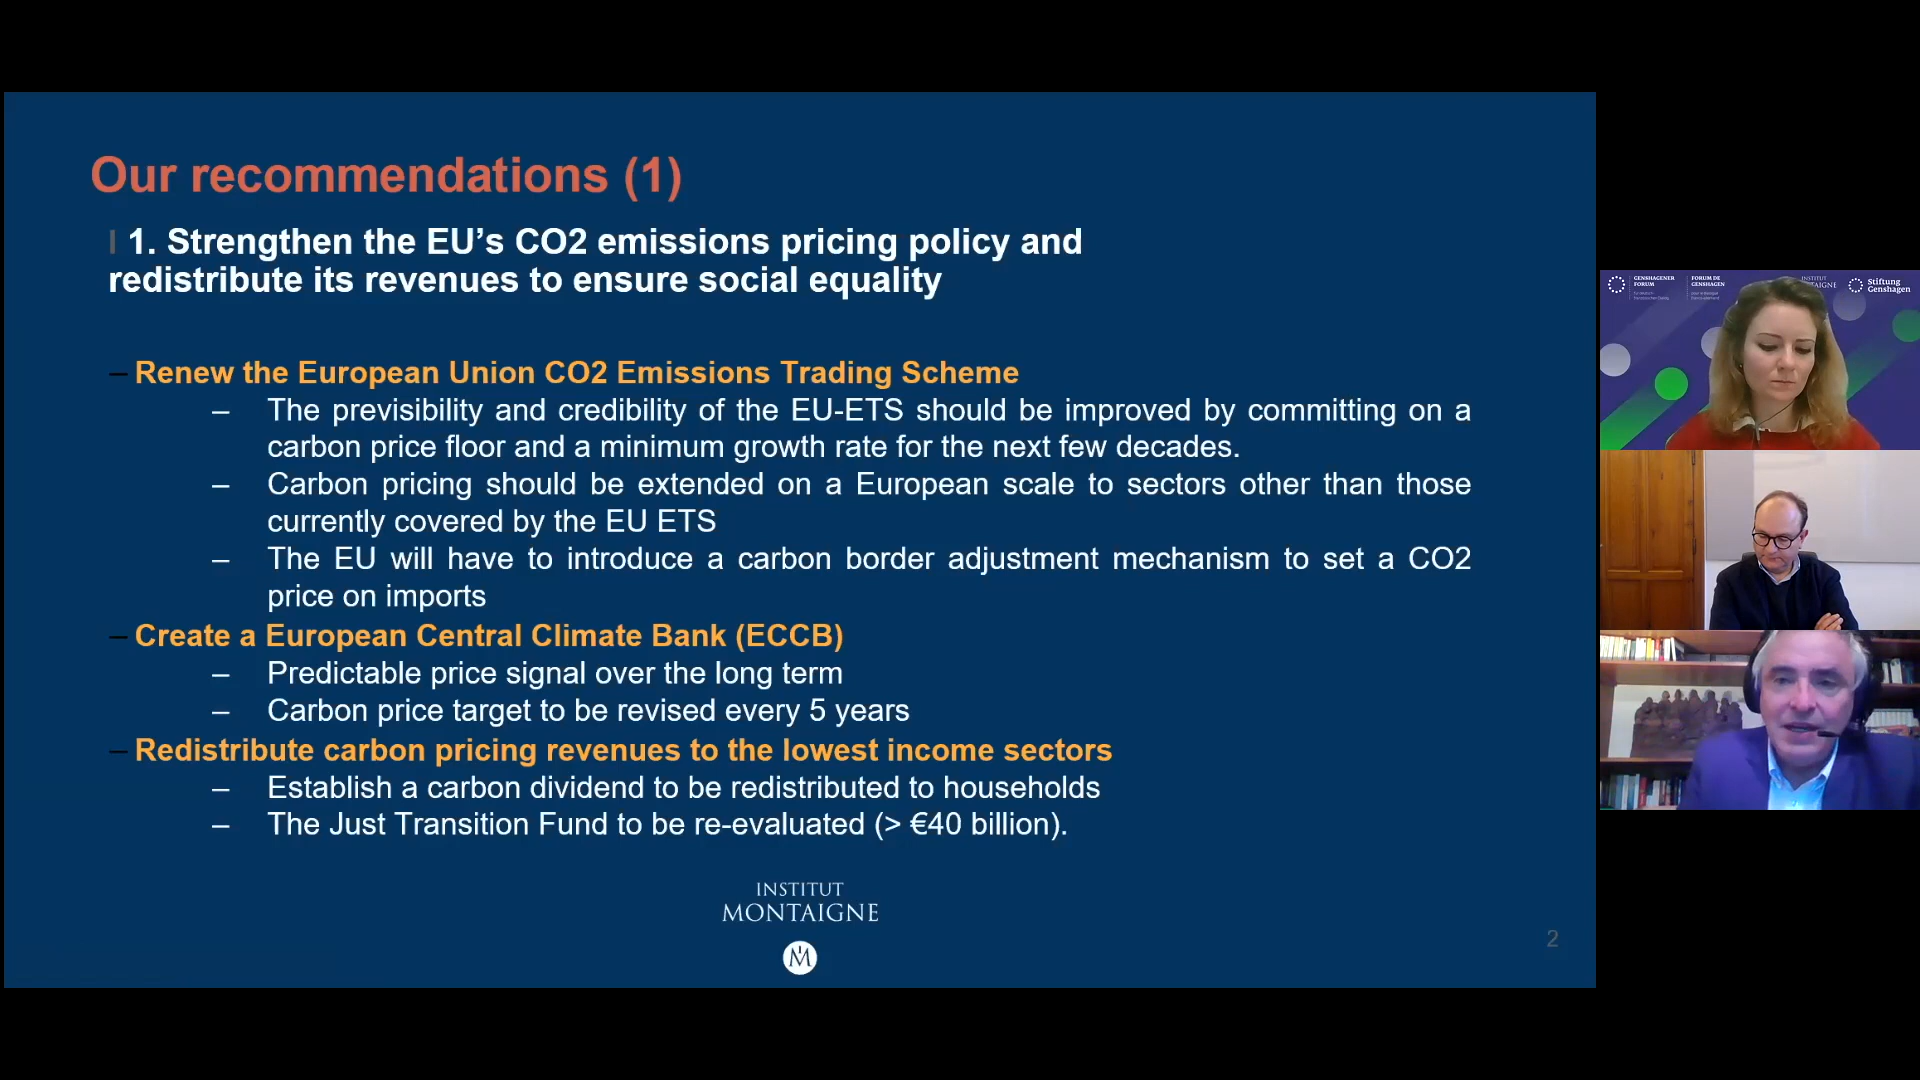 Our recommendations (1)
I 1. Strengthen the EU’s CO2 emissions pricing policy and
redistribute its revenues to ensure social equality
– Renew the European Union CO2 Emissions Trading Scheme
– The previsibility and credibility of the EU-ETS should be improved by committing on a
carbon price floor and a minimum growth rate for the next few decades.
– Carbon pricing should be extended on a European scale to sectors other than those
currently covered by the EU ETS
– The EU will have to introduce a carbon border adjustment mechanism to set a CO2
price on imports
– Create a European Central Climate Bank (ECCB)
– Predictable price signal over the long term
– Carbon price target to be revised every 5 years
– Redistribute carbon pricing revenues to the lowest income sectors
– Establish a carbon dividend to be redistributed to households
– The Just Transition Fund to be re-evaluated (> €40 billion).
INSTITUT
MONTAIGNE
M
2
GENSHAGENER
FORUM
FORUM DE
GENSHAGEN
INSTITUT
Stiftung
Genshagen